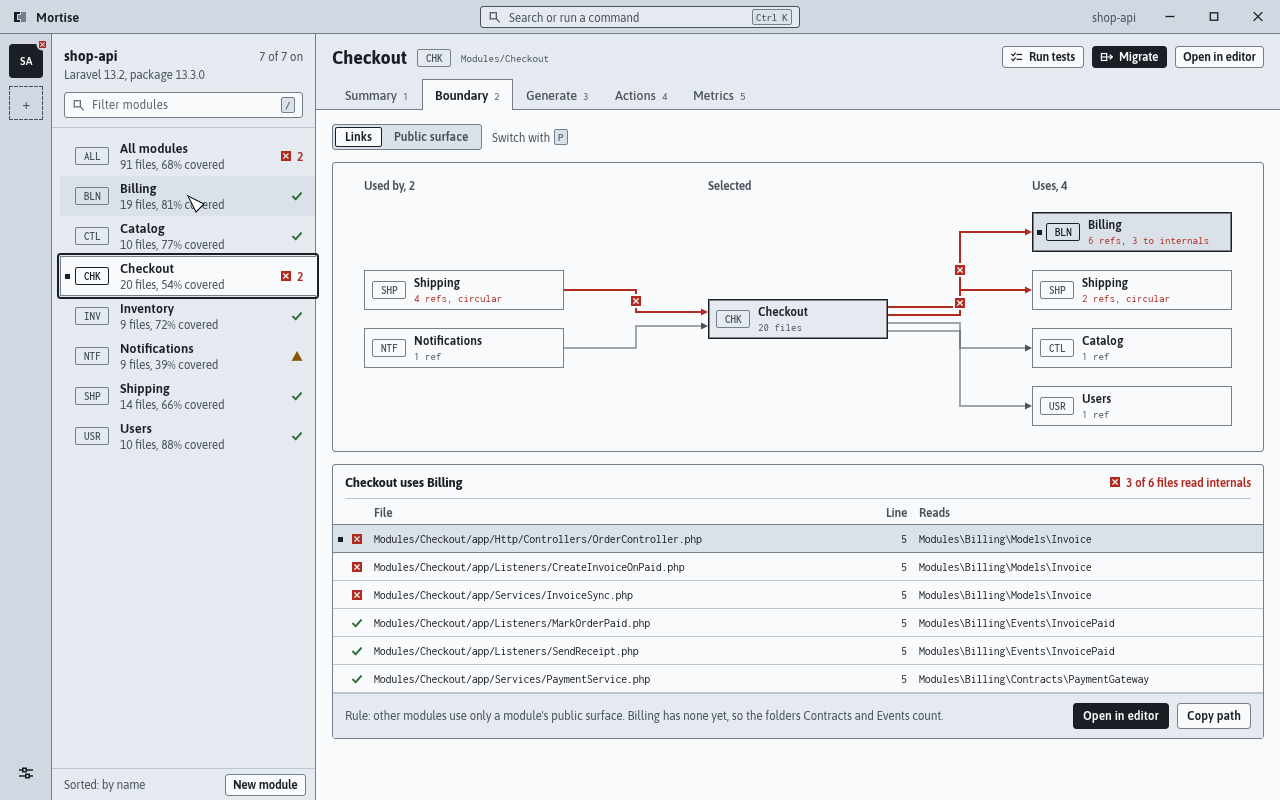 Mortise
Search or run a command
Ctrl K
shop-api
SA
+
shop-api
7 of 7 on
Laravel 13.2, package 13.3.0
Filter modules
/
ALL
All modules
91 files, 68% covered
2
BLN
Billing
19 files, 81% covered
CTL
Catalog
10 files, 77% covered
CHK
Checkout
20 files, 54% covered
2
INV
Inventory
9 files, 72% covered
NTF
Notifications
9 files, 39% covered
SHP
Shipping
14 files, 66% covered
USR
Users
10 files, 88% covered
Sorted: by name
New module
Checkout
CHK
Modules/Checkout
Run tests
Migrate
Open in editor
Summary 1
Boundary 2
Generate 3
Actions 4
Metrics 5
Links
Public surface
Switch with P
Used by, 2
Selected
Uses, 4
SHP
Shipping
4 refs, circular
NTF
Notifications
1 ref
CHK
Checkout
20 files
BLN
Billing
6 refs, 3 to internals
SHP
Shipping
2 refs, circular
CTL
Catalog
1 ref
USR
Users
1 ref
Checkout uses Billing
3 of 6 files read internals
File Line Reads
Modules/Checkout/app/Http/Controllers/OrderController.php 5 Modules\Billing\Models\Invoice
Modules/Checkout/app/Listeners/CreateInvoiceOnPaid.php 5 Modules\Billing\Models\Invoice
Modules/Checkout/app/Services/InvoiceSync.php 5 Modules\Billing\Models\Invoice
Modules/Checkout/app/Listeners/MarkOrderPaid.php 5 Modules\Billing\Events\InvoicePaid
Modules/Checkout/app/Listeners/SendReceipt.php 5 Modules\Billing\Events\InvoicePaid
Modules/Checkout/app/Services/PaymentService.php 5 Modules\Billing\Contracts\PaymentGateway
Rule: other modules use only a module's public surface. Billing has none yet, so the folders Contracts and Events count.
Open in editor
Copy path